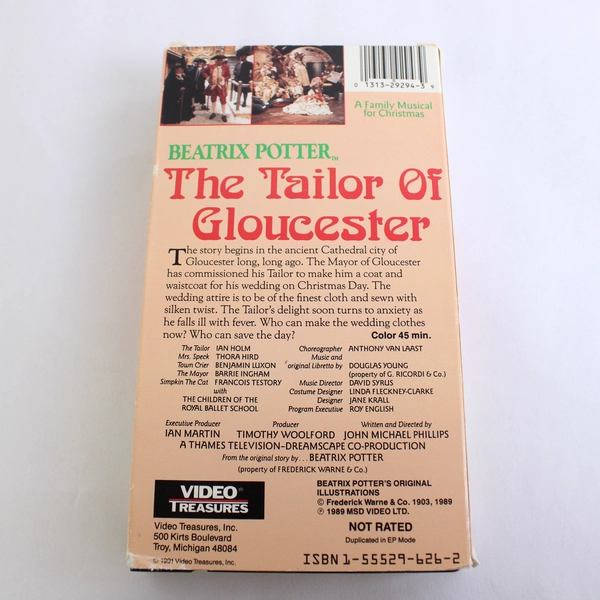 0 1313-29294-3 9
A Family Musical
for Christmas
BEATRIX POTTER™
The Tailor Of
Gloucester
The story begins in the ancient Cathedral city of
Gloucester long, long ago. The Mayor of Gloucester
has commissioned his Tailor to make him a coat and
waistcoat for his wedding on Christmas Day. The
wedding attire is to be of the finest cloth and sewn with
silken twist. The Tailor's delight soon turns to anxiety as
he falls ill with fever. Who can make the wedding clothes
now? Who can save the day? Color 45 min.
The Tailor IAN HOLM
Mrs. Speck THORA HIRD
Town Crier BENJAMIN LUXON
The Mayor BARRIE INGHAM
Simpkin The Cat FRANCOIS TESTORY
with
THE CHILDREN OF THE
ROYAL BALLET SCHOOL
Choreographer ANTHONY VAN LAAST
Music and
original Libretto by DOUGLAS YOUNG
(property of G. RICORDI & Co.)
Music Director DAVID SYRUS
Costume Designer LINDA FLECKNEY-CLARKE
Designer JANE KRALL
Program Executive ROY ENGLISH
Executive Producer Producer Written and Directed by
IAN MARTIN TIMOTHY WOOLFORD JOHN MICHAEL PHILLIPS
A THAMES TELEVISION-DREAMSCAPE CO-PRODUCTION
From the original story by... BEATRIX POTTER
(property of FREDERICK WARNE & Co.)
VIDEO®
TREASURES
Video Treasures, Inc.
500 Kirts Boulevard
Troy, Michigan 48084
© 1991 Video Treasures, Inc.
BEATRIX POTTER'S ORIGINAL
ILLUSTRATIONS
© Frederick Warne & Co. 1903, 1989
℗ 1989 MSD VIDEO LTD.
NOT RATED
Duplicated in EP Mode
ISBN 1-55529-626-2